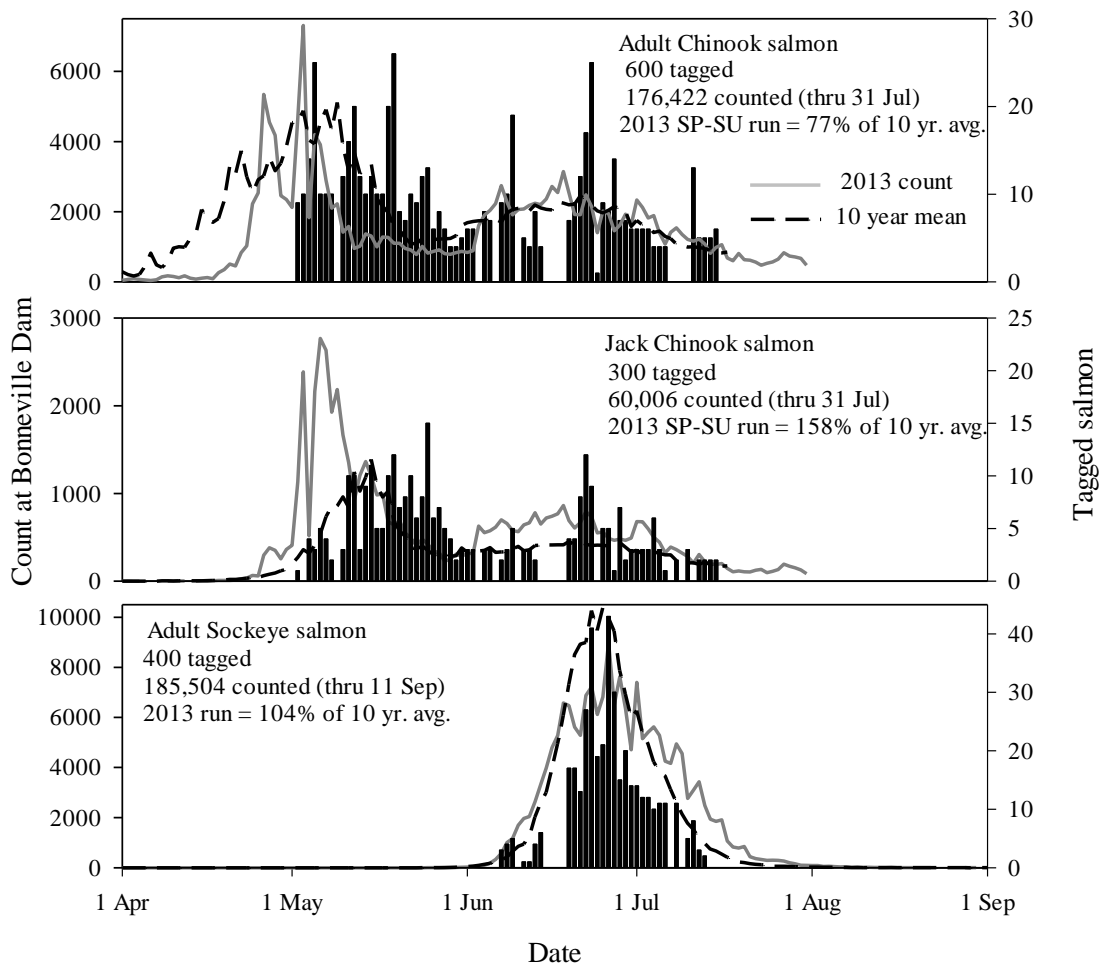 Adult Chinook salmon
600 tagged
176,422 counted (thru 31 Jul)
2013 SP-SU run = 77% of 10 yr. avg.
2013 count
10 year mean
6000
4000
2000
0
30
20
10
0
Jack Chinook salmon
300 tagged
60,006 counted (thru 31 Jul)
2013 SP-SU run = 158% of 10 yr. avg.
3000
2000
1000
0
25
20
15
10
5
0
Count at Bonneville Dam
Tagged salmon
Adult Sockeye salmon
400 tagged
185,504 counted (thru 11 Sep)
2013 run = 104% of 10 yr. avg.
10000
8000
6000
4000
2000
0
40
30
20
10
0
1 Apr 1 May 1 Jun 1 Jul 1 Aug 1 Sep
Date